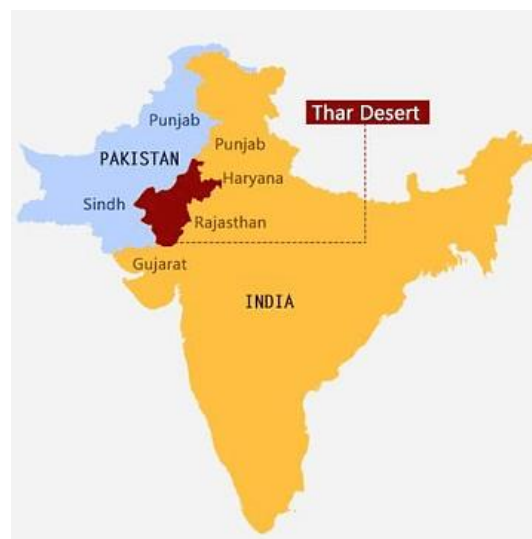 Thar Desert
Punjab
Punjab
PAKISTAN
Haryana
Sindh
Rajasthan
Gujarat
INDIA